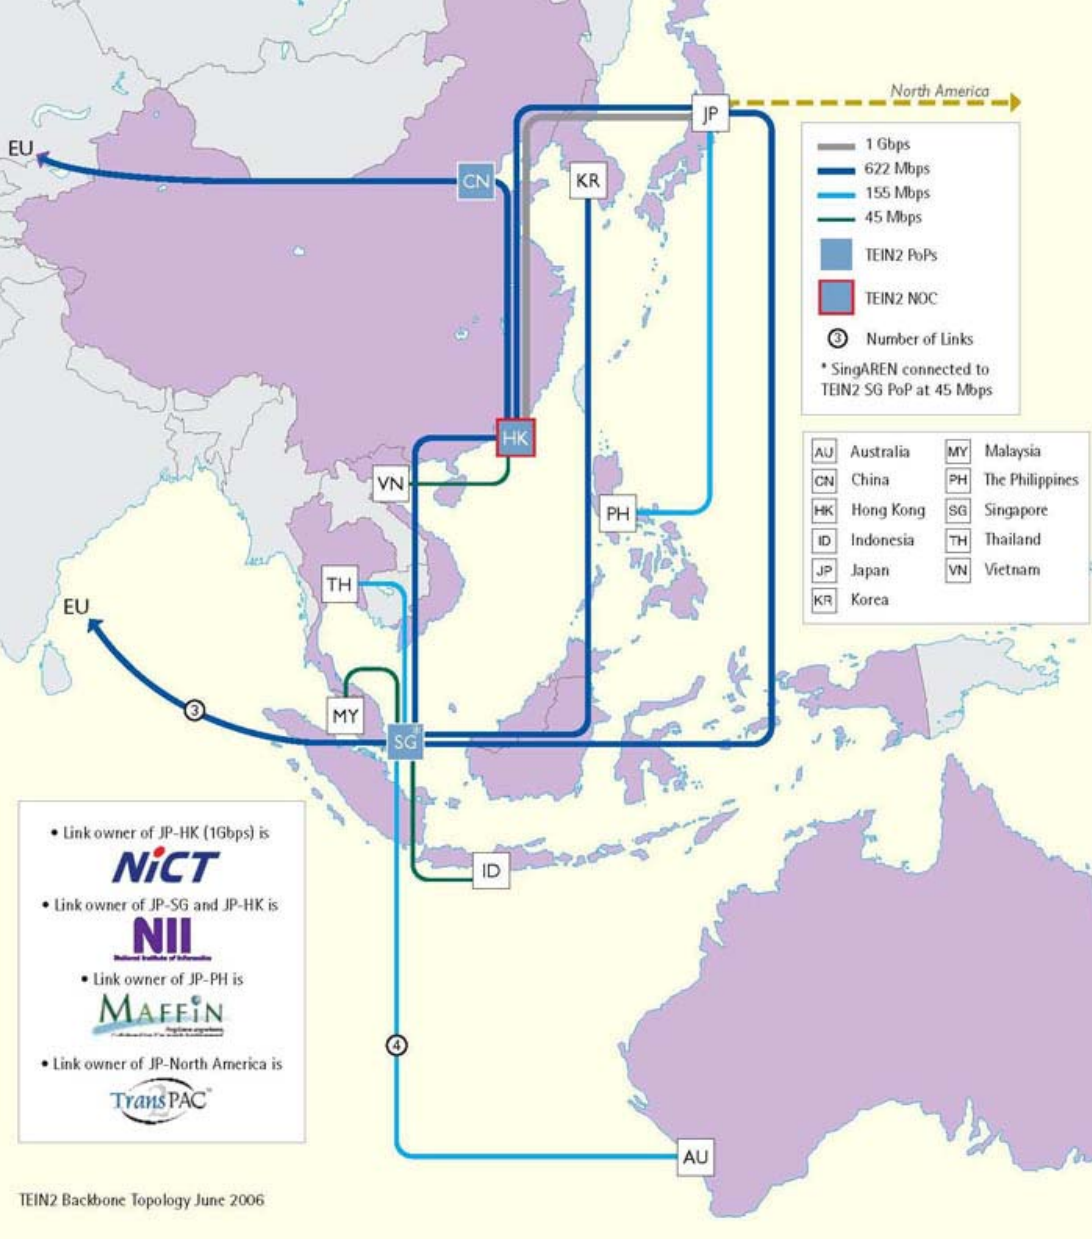 North America
JP
EU
CN
KR
1 Gbps
622 Mbps
155 Mbps
45 Mbps
TEIN2 PoPs
TEIN2 NOC
3 Number of Links
* SingAREN connected to
TEIN2 SG PoP at 45 Mbps
HK
VN
PH
TH
EU
3
MY
SG*
ID
4
AU
AU Australia
CN China
HK Hong Kong
ID Indonesia
JP Japan
KR Korea
MY Malaysia
PH The Philippines
SG Singapore
TH Thailand
VN Vietnam
• Link owner of JP-HK (1Gbps) is
NiCT
• Link owner of JP-SG and JP-HK is
NII
National Institute of Informatics
• Link owner of JP-PH is
MAFFiN
• Link owner of JP-North America is
TransPAC2
TEIN2 Backbone Topology June 2006